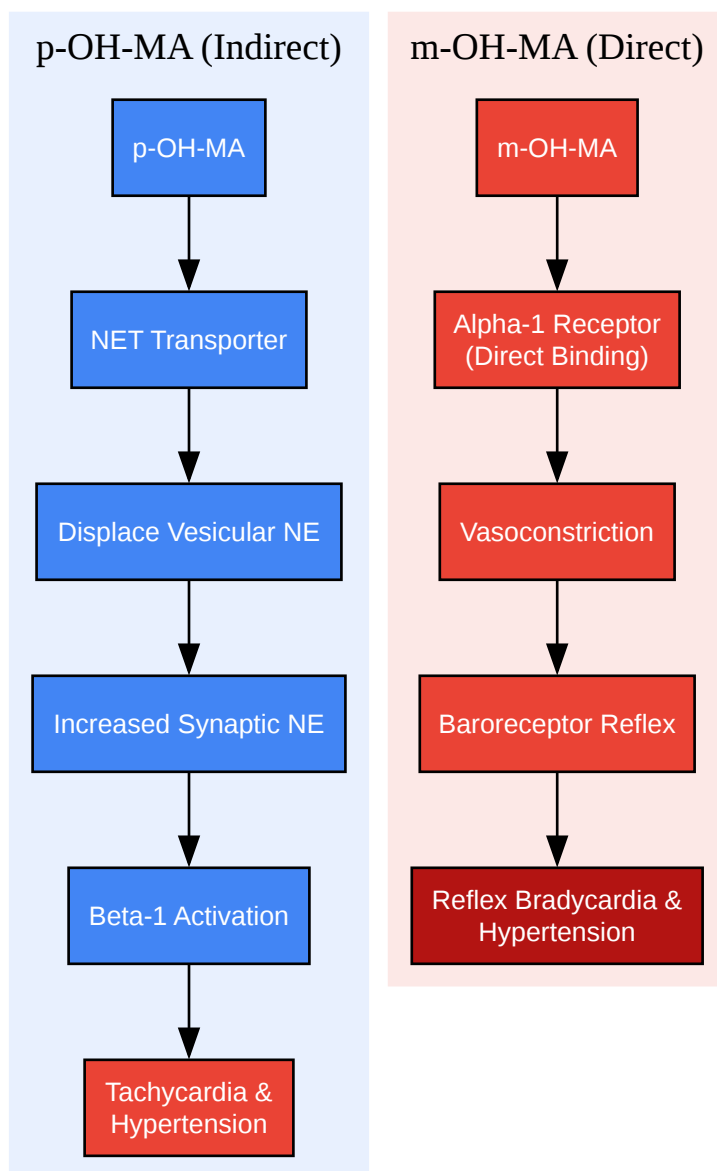 p-OH-MA (Indirect)
p-OH-MA
NET Transporter
Displace Vesicular NE
Increased Synaptic NE
Beta-1 Activation
Tachycardia &
Hypertension
m-OH-MA (Direct)
m-OH-MA
Alpha-1 Receptor
(Direct Binding)
Vasoconstriction
Baroreceptor Reflex
Reflex Bradycardia &
Hypertension